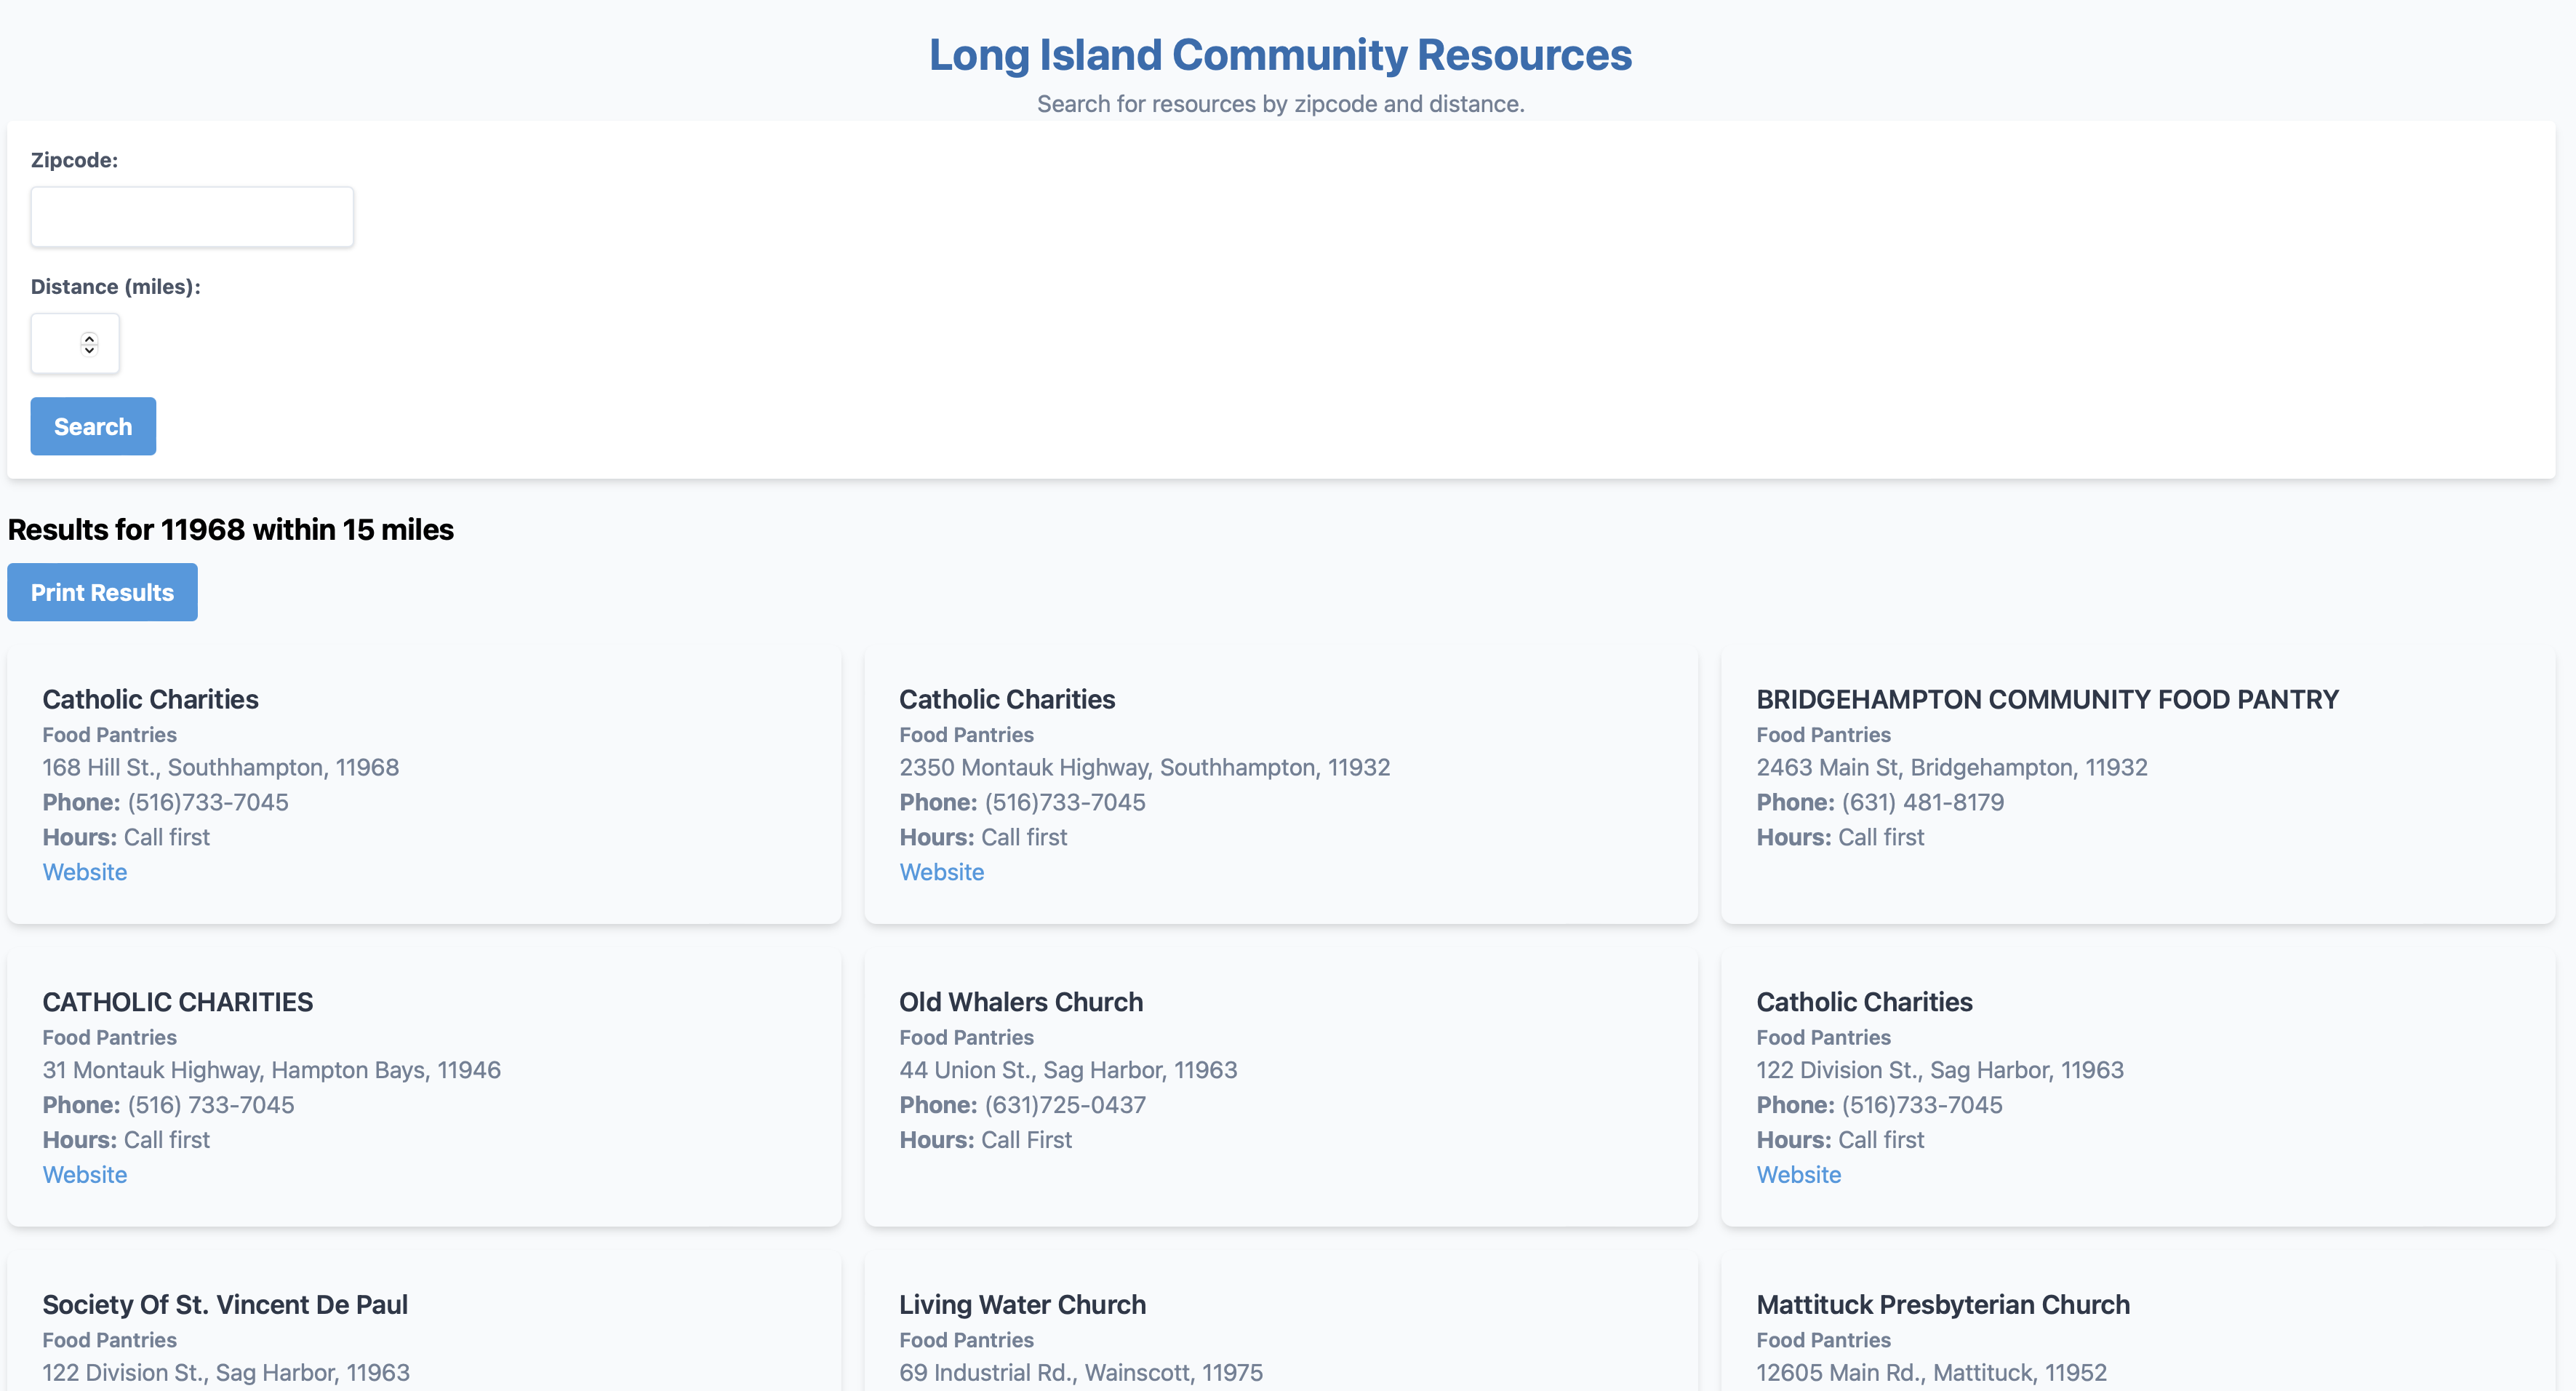 Long Island Community Resources
Search for resources by zipcode and distance.
Zipcode:
Distance (miles):
Search
Results for 11968 within 15 miles
Print Results
Catholic Charities
Food Pantries
168 Hill St., Southhampton, 11968
Phone: (516)733-7045
Hours: Call first
Website
Catholic Charities
Food Pantries
2350 Montauk Highway, Southhampton, 11932
Phone: (516)733-7045
Hours: Call first
Website
BRIDGEHAMPTON COMMUNITY FOOD PANTRY
Food Pantries
2463 Main St, Bridgehampton, 11932
Phone: (631) 481-8179
Hours: Call first
CATHOLIC CHARITIES
Food Pantries
31 Montauk Highway, Hampton Bays, 11946
Phone: (516) 733-7045
Hours: Call first
Website
Old Whalers Church
Food Pantries
44 Union St., Sag Harbor, 11963
Phone: (631)725-0437
Hours: Call First
Catholic Charities
Food Pantries
122 Division St., Sag Harbor, 11963
Phone: (516)733-7045
Hours: Call first
Website
Society Of St. Vincent De Paul
Food Pantries
122 Division St., Sag Harbor, 11963
Living Water Church
Food Pantries
69 Industrial Rd., Wainscott, 11975
Mattituck Presbyterian Church
Food Pantries
12605 Main Rd., Mattituck, 11952